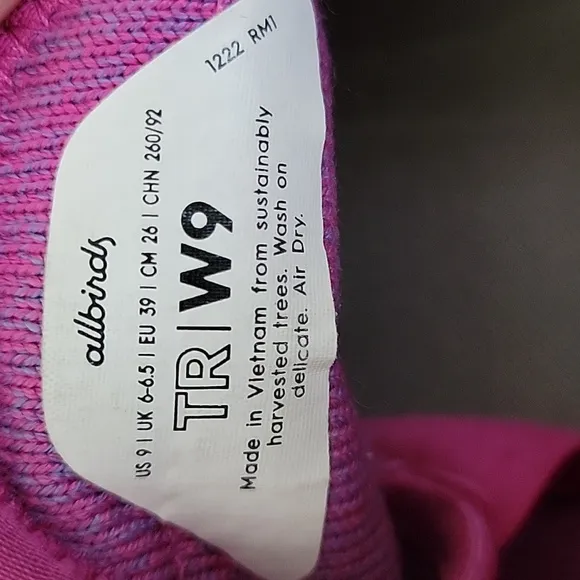 1222 RM1
allbirds
US 9 | UK 6-6.5 | EU 39 | CM 26 | CHN 260/92
TR|W9
Made in Vietnam from sustainably
harvested trees. Wash on
delicate. Air Dry.